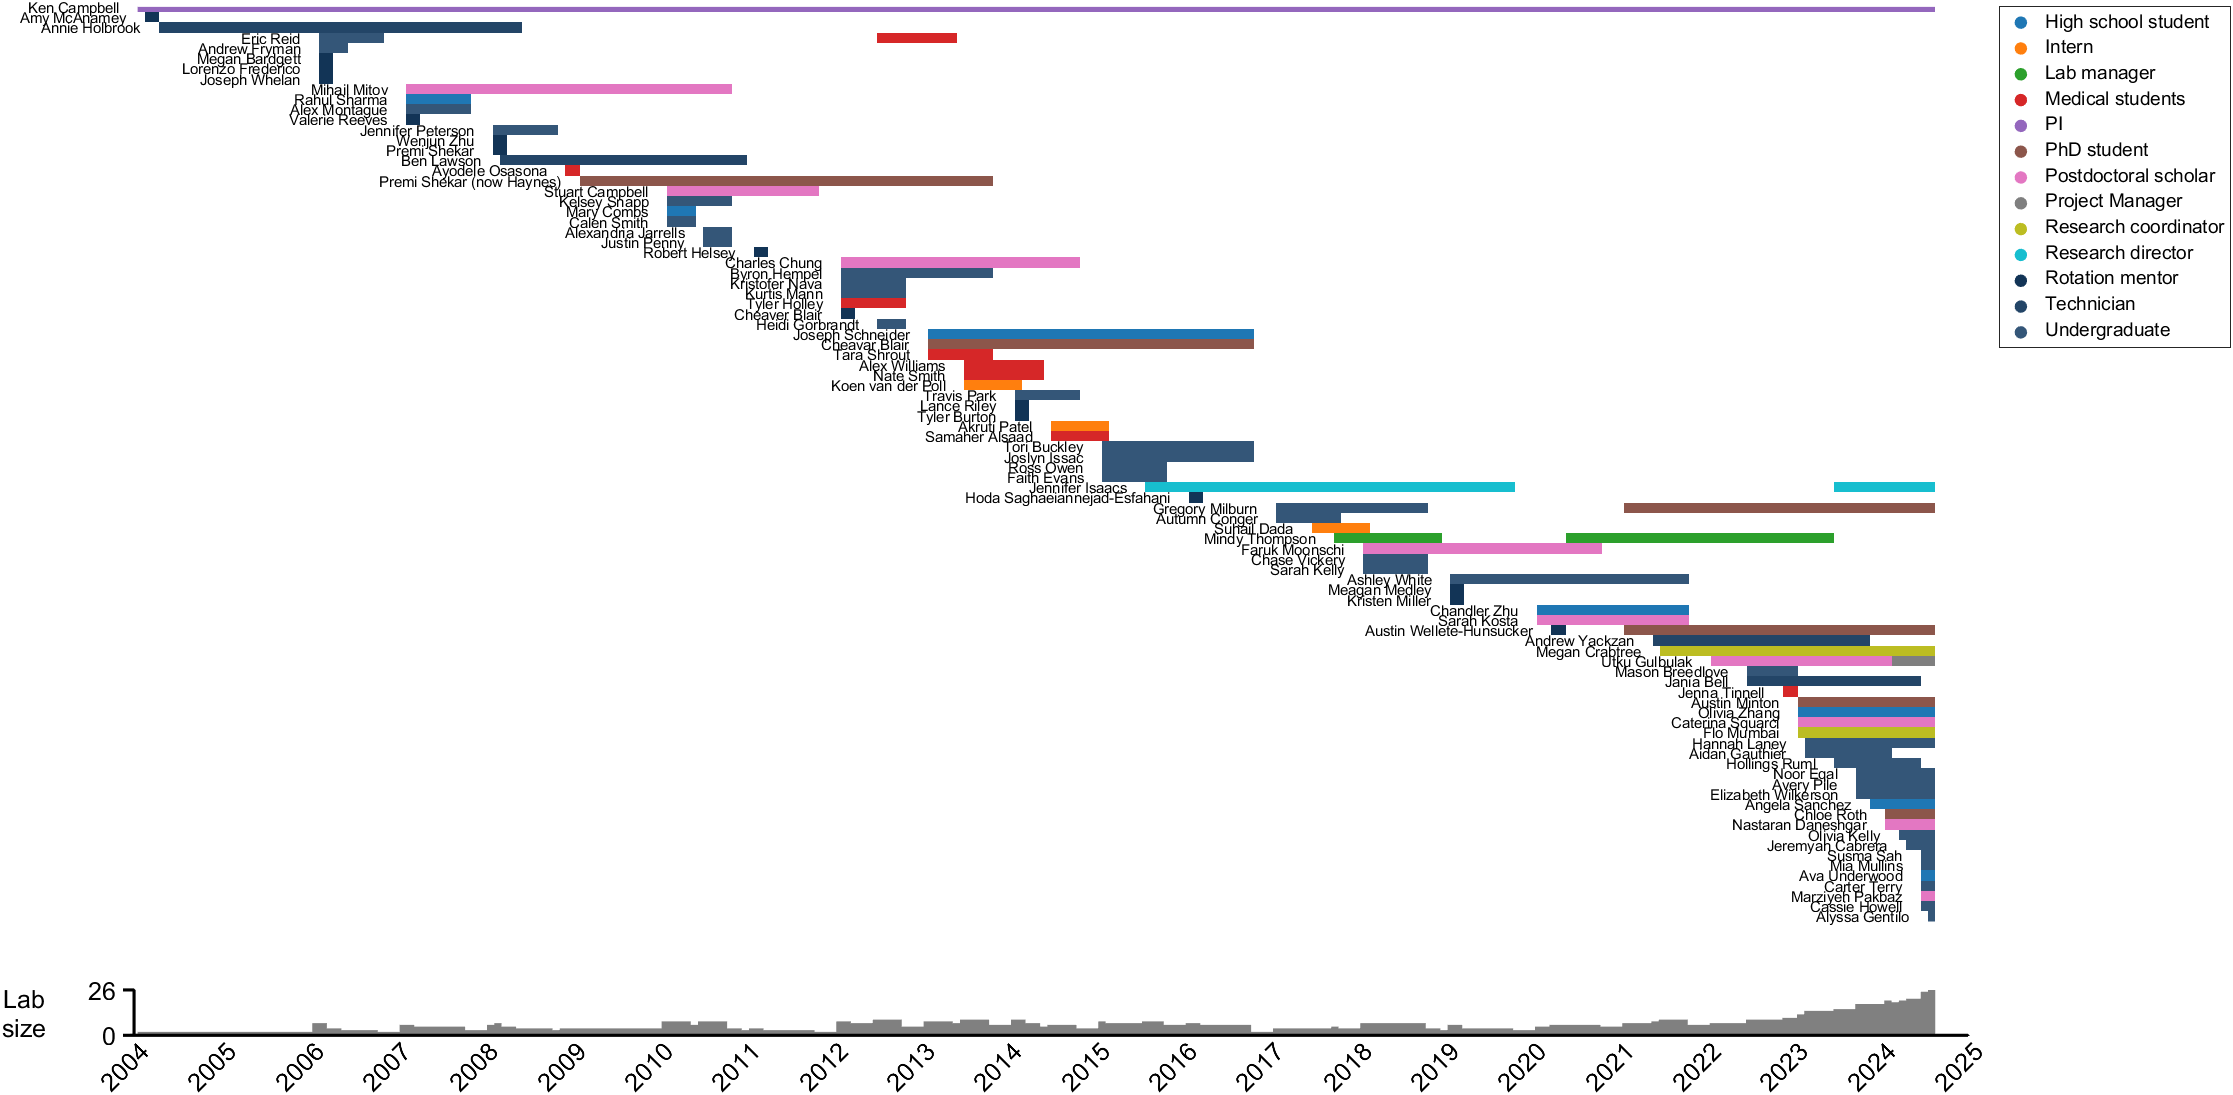 Ken Campbell
Amy McAnamey
Annie Holbrook
Eric Reid
Andrew Fryman
Megan Bardgett
Lorenzo Frederico
Joseph Whelan
Mihail Mitov
Rahul Sharma
Alex Montague
Valerie Reeves
Jennifer Peterson
Wenjun Zhu
Premi Shekar
Ben Lawson
Ayodele Osasona
Premi Shekar (now Haynes)
Stuart Campbell
Kelsey Snapp
Mary Combs
Calen Smith
Alexandria Jarrells
Justin Penny
Robert Helsey
Charles Chung
Byron Hempel
Kristofer Nava
Kurtis Mann
Tyler Holley
Cheaver Blair
Heidi Gorbrandt
Joseph Schneider
Cheavar Blair
Tara Shrout
Alex Williams
Nate Smith
Koen van der Poll
Travis Park
Lance Riley
Tyler Burton
Akruti Patel
Samaher Alsaad
Tori Buckley
Joslyn Issac
Ross Owen
Faith Evans
Jennifer Isaacs
Hoda Saghaeiannejad-Esfahani
Gregory Milburn
Autumn Conger
Suhail Dada
Mindy Thompson
Faruk Moonschi
Chase Vickery
Sarah Kelly
Ashley White
Meagan Medley
Kristen Miller
Chandler Zhu
Sarah Kosta
Austin Wellete-Hunsucker
Andrew Yackzan
Megan Crabtree
Utku Gulbulak
Mason Breedlove
Jania Bell
Jenna Tinnell
Austin Minton
Olivia Zhang
Caterina Squarci
Flo Mumbai
Hannah Laney
Aidan Gauthier
Hollings Ruml
Noor Egal
Avery Pile
Elizabeth Wilkerson
Angela Sanchez
Chloe Roth
Nastaran Daneshgar
Olivia Kelly
Jeremyah Cabrera
Susma Sah
Mia Mullins
Ava Underwood
Carter Terry
Marziyeh Pakbaz
Cassie Howell
Alyssa Gentilo
High school student
Intern
Lab manager
Medical students
PI
PhD student
Postdoctoral scholar
Project Manager
Research coordinator
Research director
Rotation mentor
Technician
Undergraduate
Lab
size
26
0
2004
2005
2006
2007
2008
2009
2010
2011
2012
2013
2014
2015
2016
2017
2018
2019
2020
2021
2022
2023
2024
2025